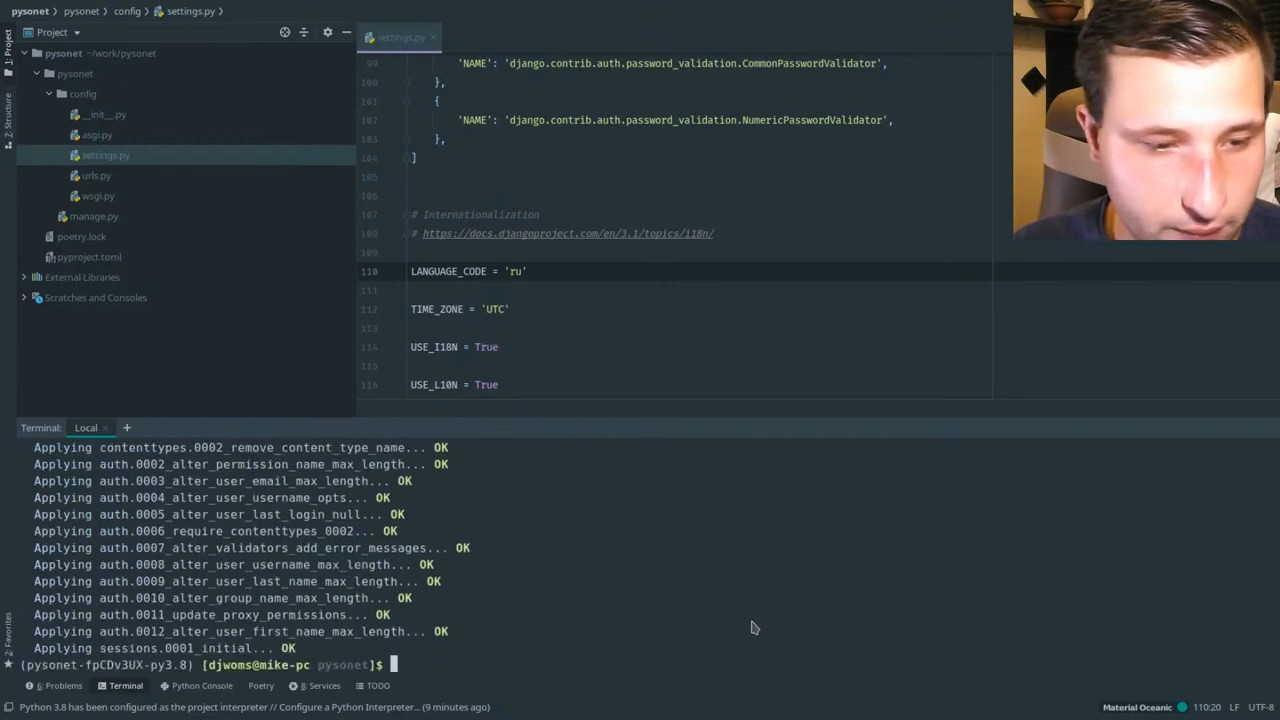 pysonet
pysonet
config
settings.py
1: Project
Project
settings.py
pysonet ~/work/pysonet
pysonet
config
__init__.py
asgi.py
settings.py
urls.py
wsgi.py
manage.py
poetry.lock
pyproject.toml
External Libraries
Scratches and Consoles
Z: Structure
99 'NAME': 'django.contrib.auth.password_validation.CommonPasswordValidator',
100 },
101 {
102 'NAME': 'django.contrib.auth.password_validation.NumericPasswordValidator',
103 },
104 ]
105
106
107 # Internationalization
108 # https://docs.djangoproject.com/en/3.1/topics/i18n/
109
110 LANGUAGE_CODE = 'ru'
111
112 TIME_ZONE = 'UTC'
113
114 USE_I18N = True
115
116 USE_L10N = True
Terminal: Local +
Applying contenttypes.0002_remove_content_type_name... OK
Applying auth.0002_alter_permission_name_max_length... OK
Applying auth.0003_alter_user_email_max_length... OK
Applying auth.0004_alter_user_username_opts... OK
Applying auth.0005_alter_user_last_login_null... OK
Applying auth.0006_require_contenttypes_0002... OK
Applying auth.0007_alter_validators_add_error_messages... OK
Applying auth.0008_alter_user_username_max_length... OK
Applying auth.0009_alter_user_last_name_max_length... OK
Applying auth.0010_alter_group_name_max_length... OK
Applying auth.0011_update_proxy_permissions... OK
Applying auth.0012_alter_user_first_name_max_length... OK
Applying sessions.0001_initial... OK
(pysonet-fpCDv3UX-py3.8) [djwoms@mike-pc pysonet]$
2: Favorites
6: Problems
Terminal
Python Console
Poetry
8: Services
TODO
Python 3.8 has been configured as the project interpreter // Configure a Python Interpreter... (9 minutes ago)
Material Oceanic
110:20
LF
UTF-8